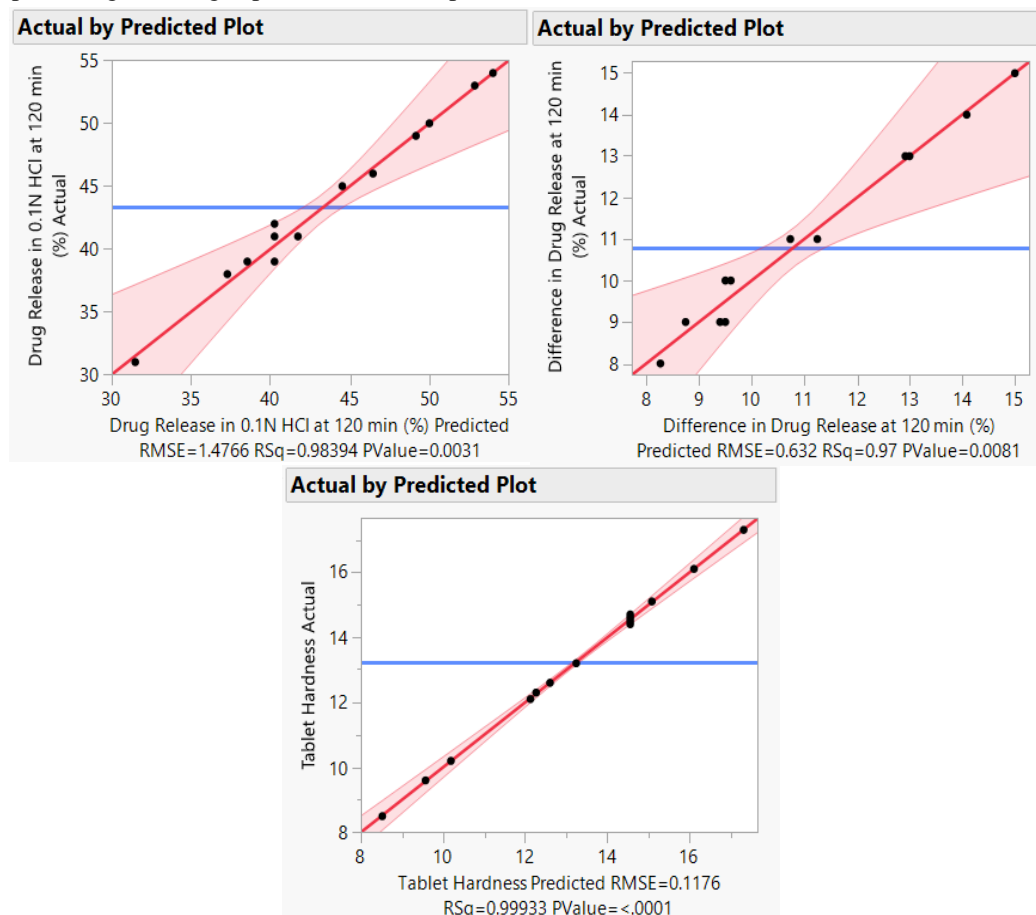 Actual by Predicted Plot
Drug Release in 0.1N HCl at 120 min
(%) Actual
55
50
45
40
35
30
30 35 40 45 50 55
Drug Release in 0.1N HCl at 120 min (%) Predicted
RMSE=1.4766 RSq=0.98394 PValue=0.0031
Actual by Predicted Plot
Difference in Drug Release at 120 min
(%) Actual
15
14
13
12
11
10
9
8
8 9 10 11 12 13 14 15
Difference in Drug Release at 120 min (%)
Predicted RMSE=0.632 RSq=0.97 PValue=0.0081
Actual by Predicted Plot
Tablet Hardness Actual
16
14
12
10
8
8 10 12 14 16
Tablet Hardness Predicted RMSE=0.1176
RSq=0.99933 PValue=<.0001